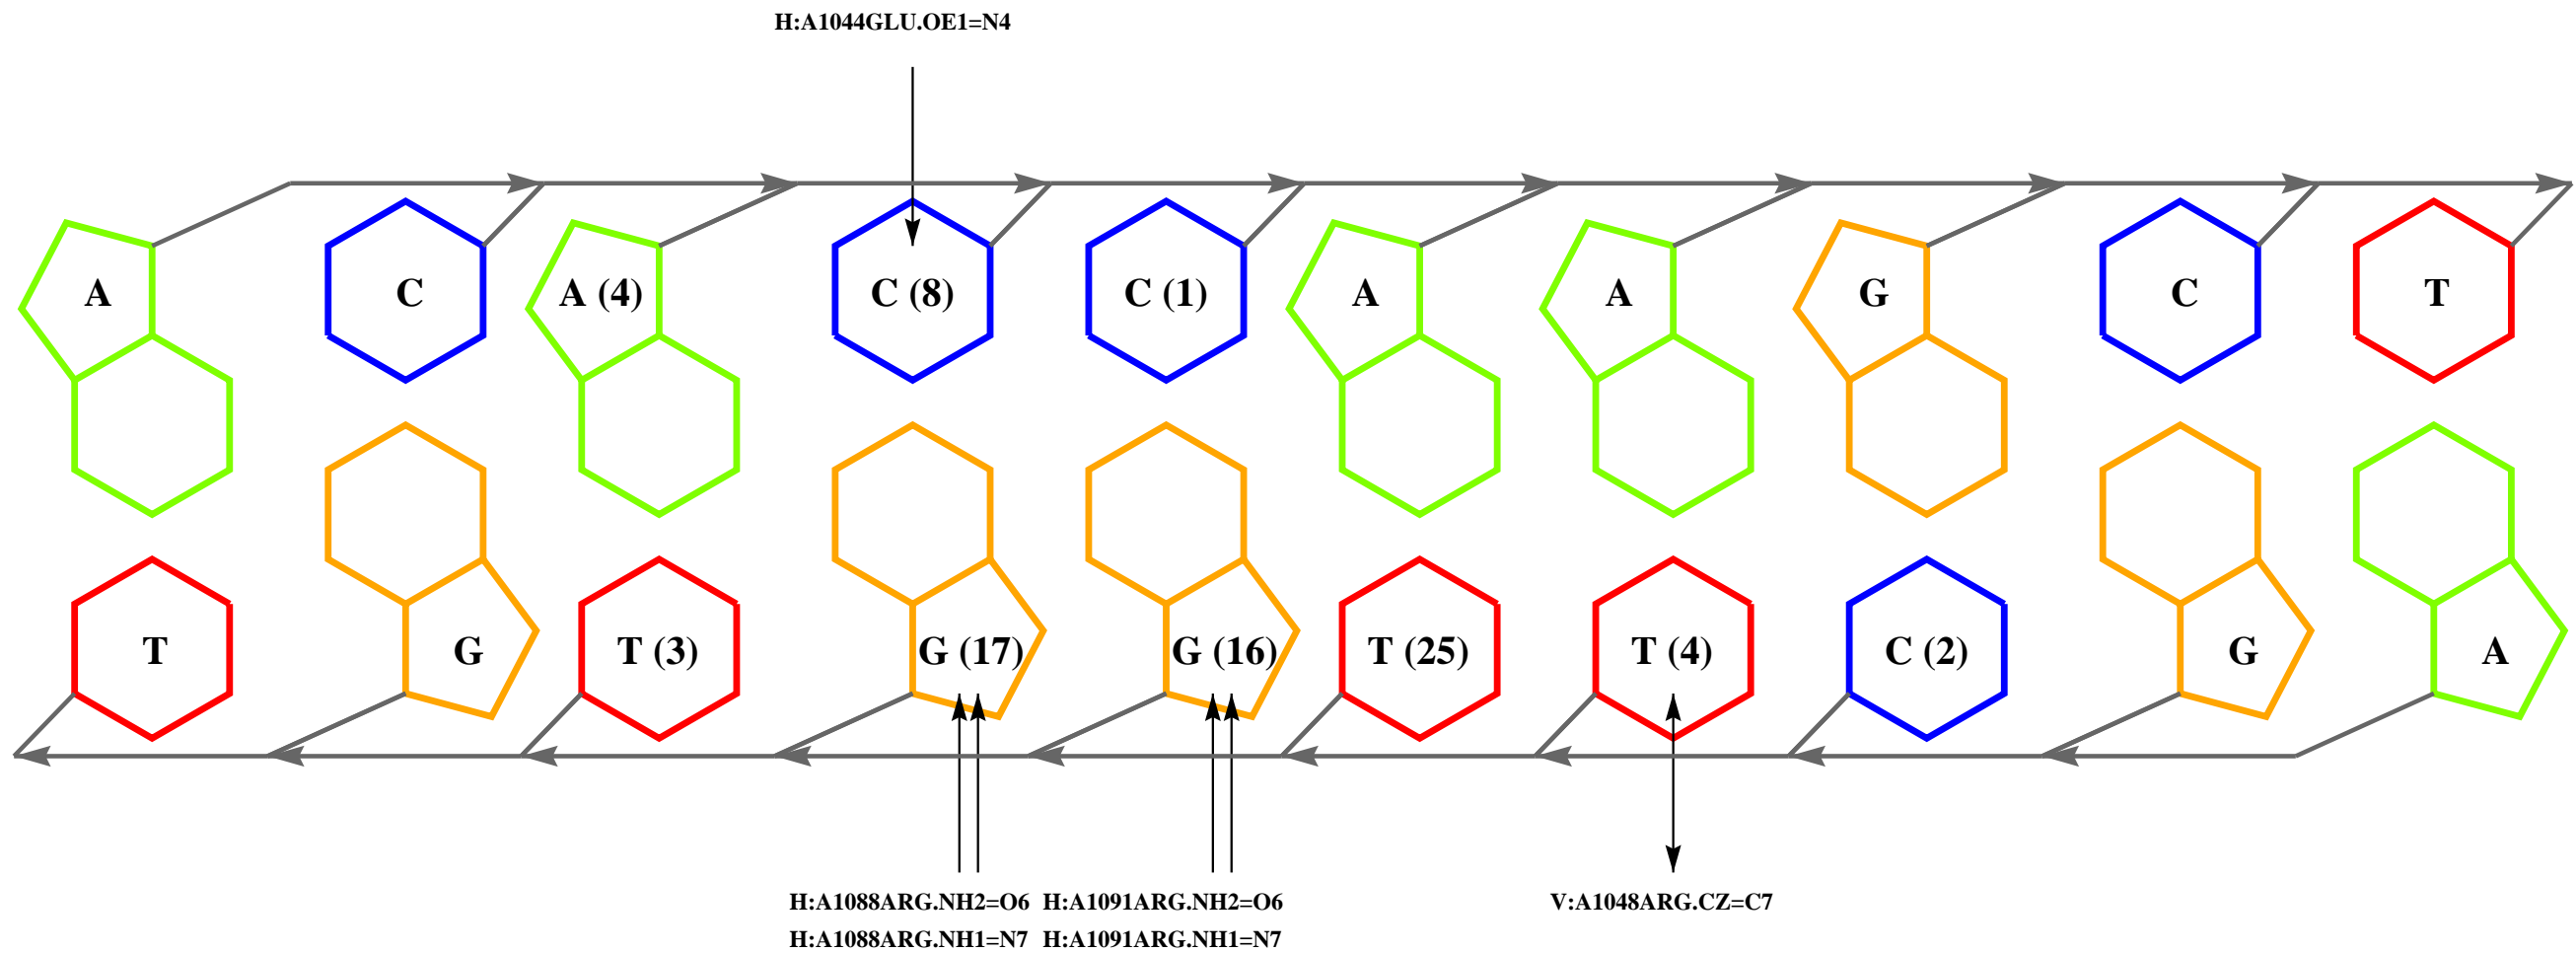 H:A1044GLU.OE1=N4
A C A (4) C (8) C (1) A A G C T
T G T (3) G (17) G (16) T (25) T (4) C (2) G A
H:A1088ARG.NH2=O6 H:A1091ARG.NH2=O6 V:A1048ARG.CZ=C7
H:A1088ARG.NH1=N7 H:A1091ARG.NH1=N7